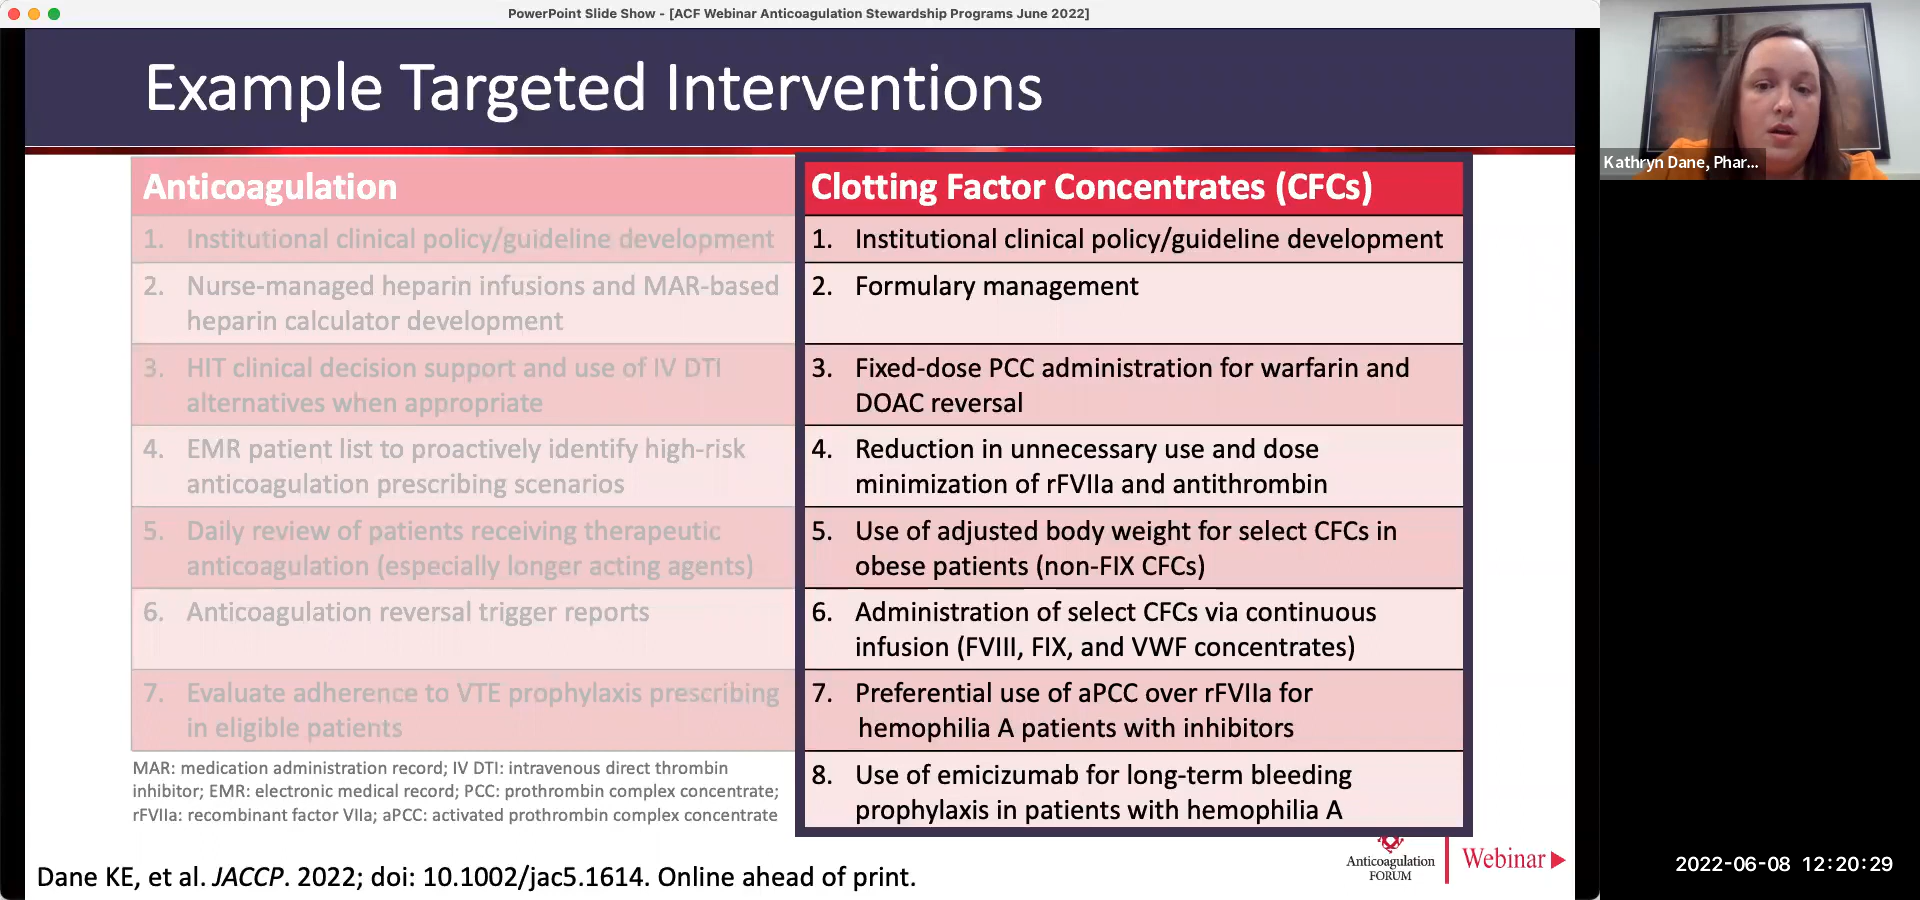 PowerPoint Slide Show - [ACF Webinar Anticoagulation Stewardship Programs June 2022]
Example Targeted Interventions
Anticoagulation
1. Institutional clinical policy/guideline development
2. Nurse-managed heparin infusions and MAR-based
heparin calculator development
3. HIT clinical decision support and use of IV DTI
alternatives when appropriate
4. EMR patient list to proactively identify high-risk
anticoagulation prescribing scenarios
5. Daily review of patients receiving therapeutic
anticoagulation (especially longer acting agents)
6. Anticoagulation reversal trigger reports
7. Evaluate adherence to VTE prophylaxis prescribing
in eligible patients
MAR: medication administration record; IV DTI: intravenous direct thrombin
inhibitor; EMR: electronic medical record; PCC: prothrombin complex concentrate;
rFVIIa: recombinant factor VIIa; aPCC: activated prothrombin complex concentrate
Clotting Factor Concentrates (CFCs)
1. Institutional clinical policy/guideline development
2. Formulary management
3. Fixed-dose PCC administration for warfarin and
DOAC reversal
4. Reduction in unnecessary use and dose
minimization of rFVIIa and antithrombin
5. Use of adjusted body weight for select CFCs in
obese patients (non-FIX CFCs)
6. Administration of select CFCs via continuous
infusion (FVIII, FIX, and VWF concentrates)
7. Preferential use of aPCC over rFVIIa for
hemophilia A patients with inhibitors
8. Use of emicizumab for long-term bleeding
prophylaxis in patients with hemophilia A
Dane KE, et al. JACCP. 2022; doi: 10.1002/jac5.1614. Online ahead of print.
Anticoagulation
FORUM
Webinar
Kathryn Dane, Phar...
2022-06-08 12:20:29